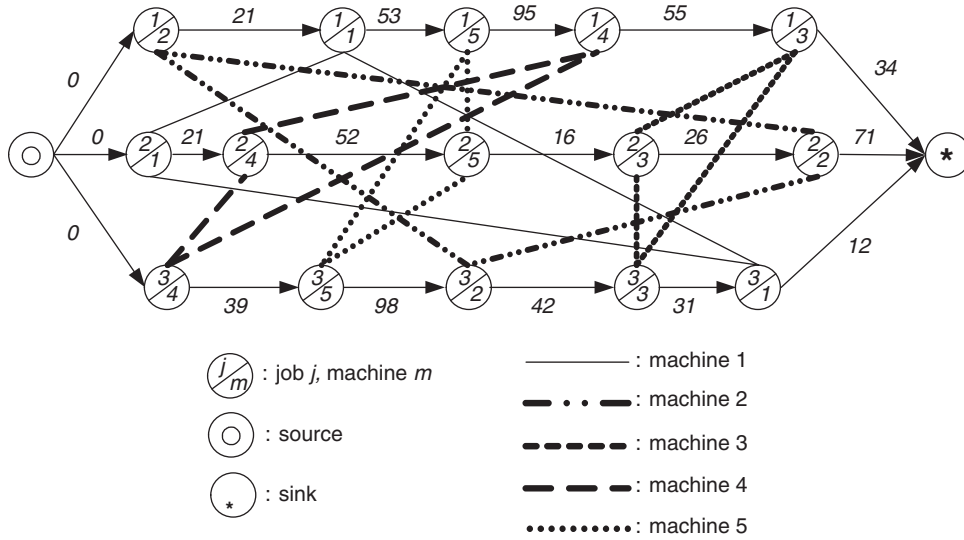 21 53 95 55
1 2 1 1 1 5 1 4 1 3
0 34
0 21 52 16 26 71
2 1 2 4 2 5 2 3 2 2 *
0 12
3 4 3 5 3 2 3 3 3 1
39 98 42 31
j m : job j, machine m
: source
* : sink
: machine 1
: machine 2
: machine 3
: machine 4
: machine 5